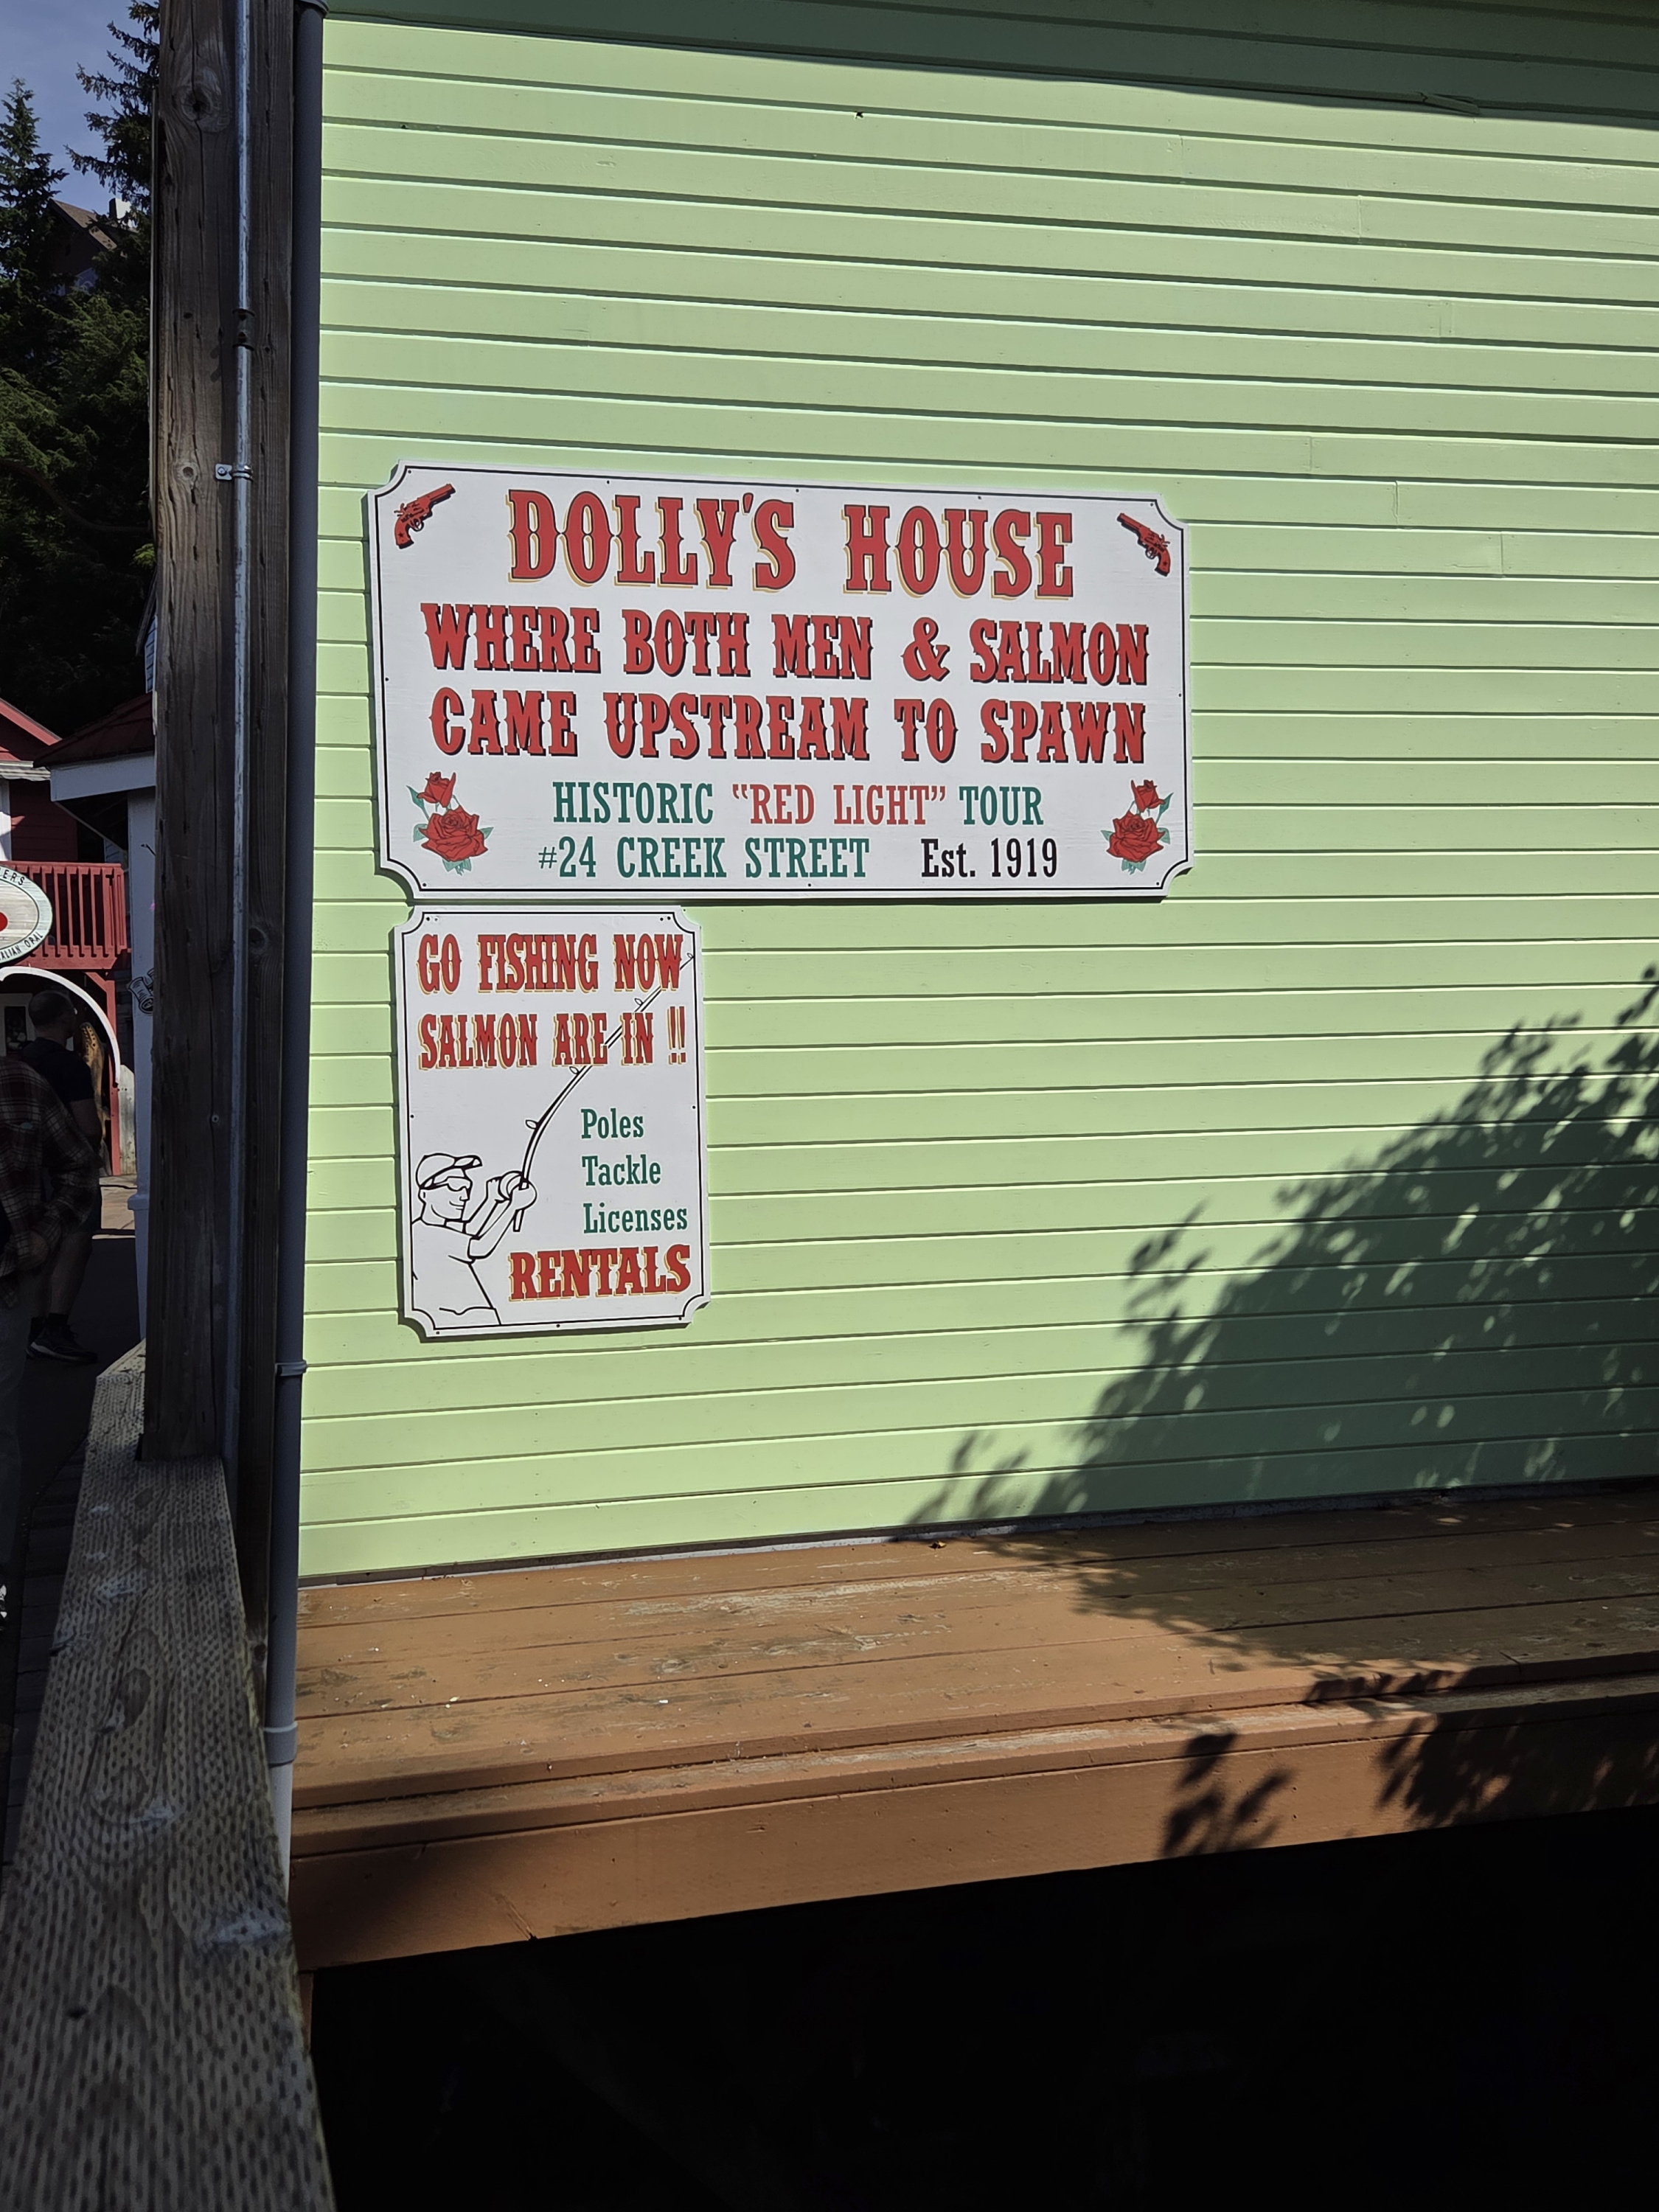 DOLLY'S HOUSE
WHERE BOTH MEN & SALMON
CAME UPSTREAM TO SPAWN
HISTORIC “RED LIGHT” TOUR
#24 CREEK STREET Est. 1919
GO FISHING NOW
SALMON ARE IN !!
Poles
Tackle
Licenses
RENTALS